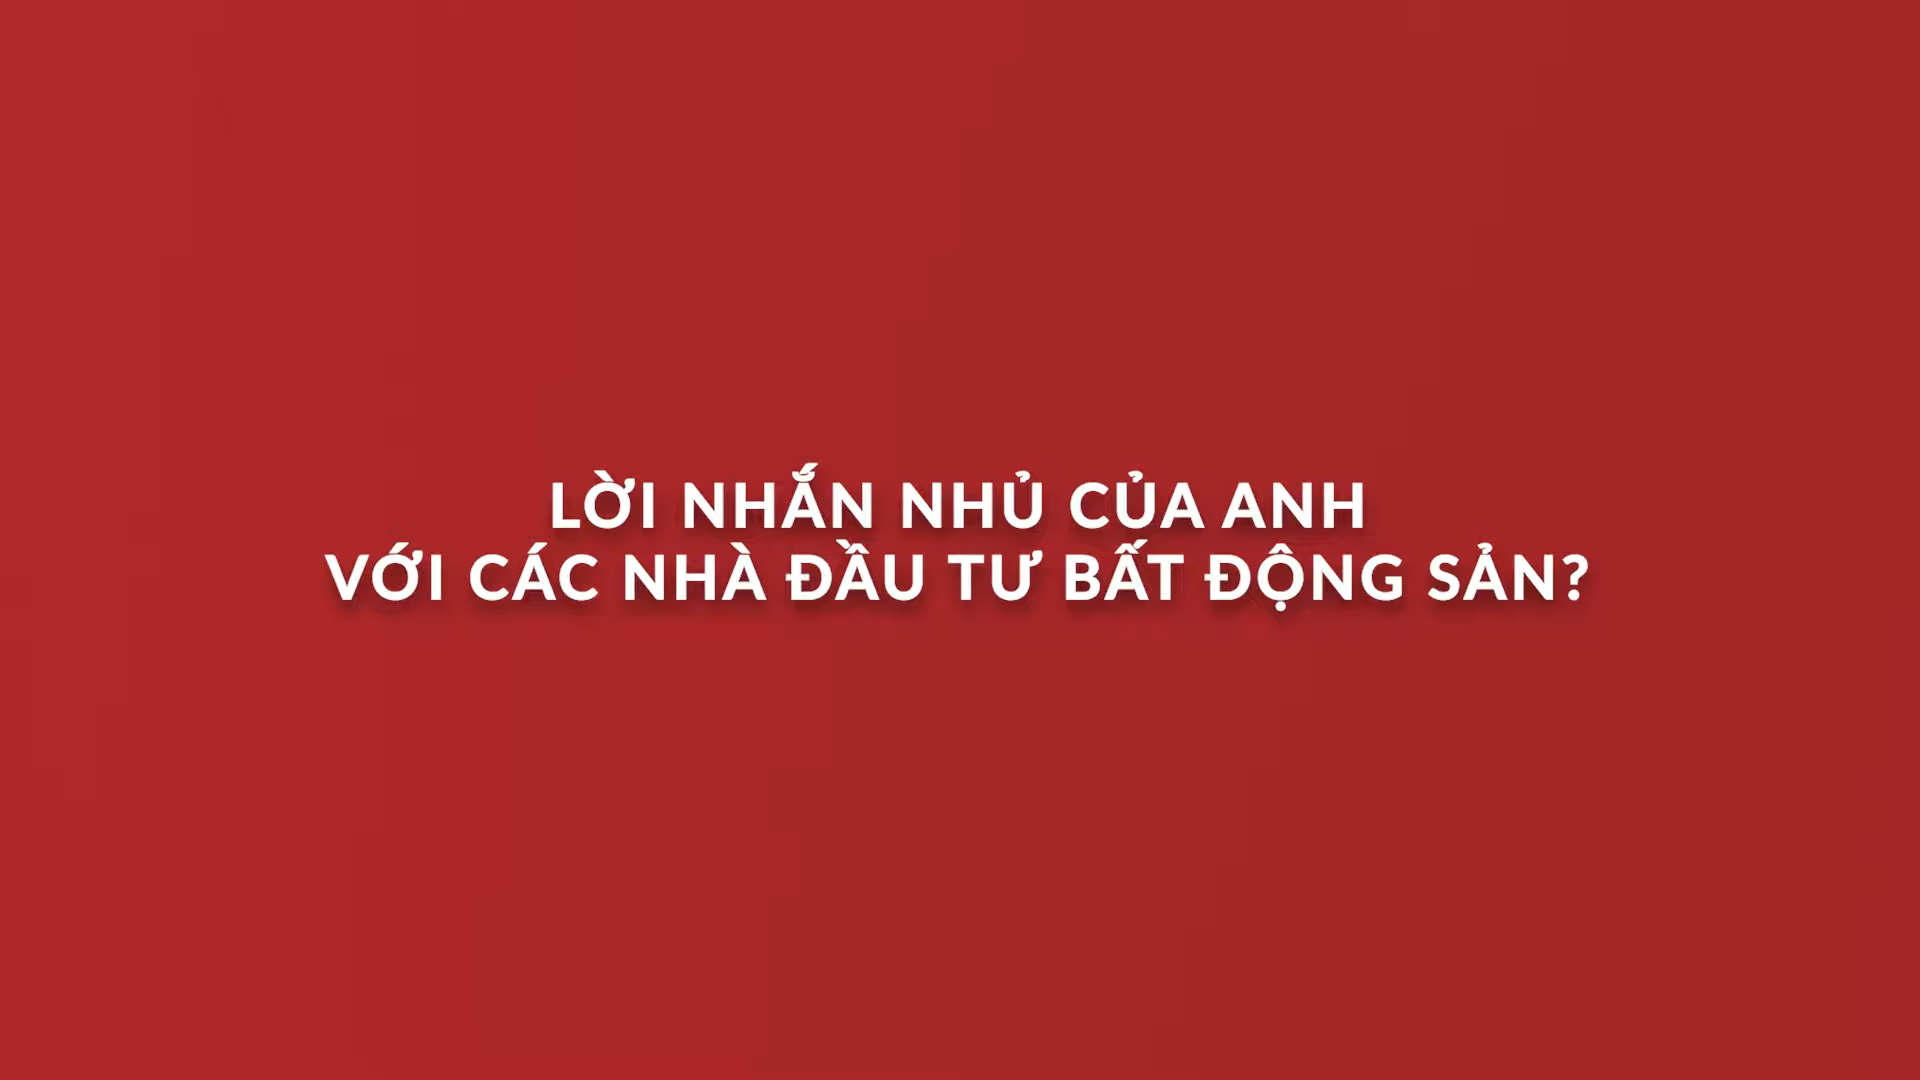 LỜI NHẮN NHỦ CỦA ANH
VỚI CÁC NHÀ ĐẦU TƯ BẤT ĐỘNG SẢN?